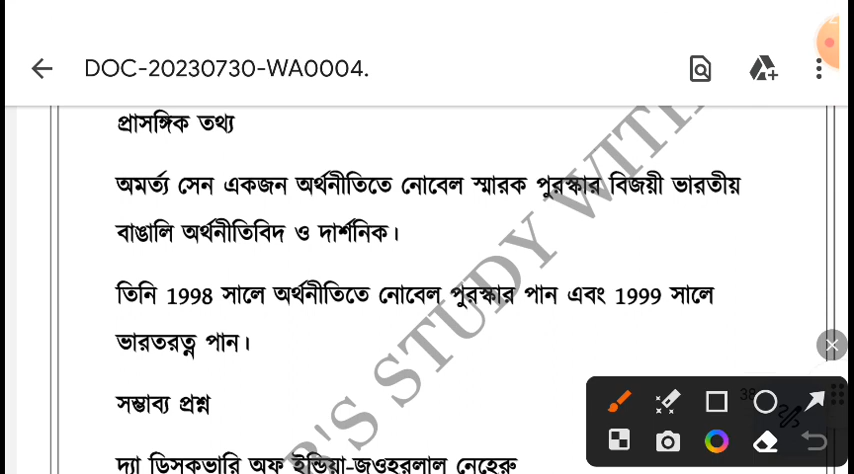 DOC-20230730-WA0004.
প্রাসঙ্গিক তথ্য
অমর্ত্য সেন একজন অর্থনীতিতে নোবেল স্মারক পুরস্কার বিজয়ী ভারতীয়
বাঙালি অর্থনীতিবিদ ও দার্শনিক।
তিনি 1998 সালে অর্থনীতিতে নোবেল পুরস্কার পান এবং 1999 সালে
ভারতরত্ন পান।
সম্ভাব্য প্রশ্ন
দ্যা ডিসকভারি অফ ইন্ডিয়া-জওহরলাল নেহেরু
'S STUDY WITH